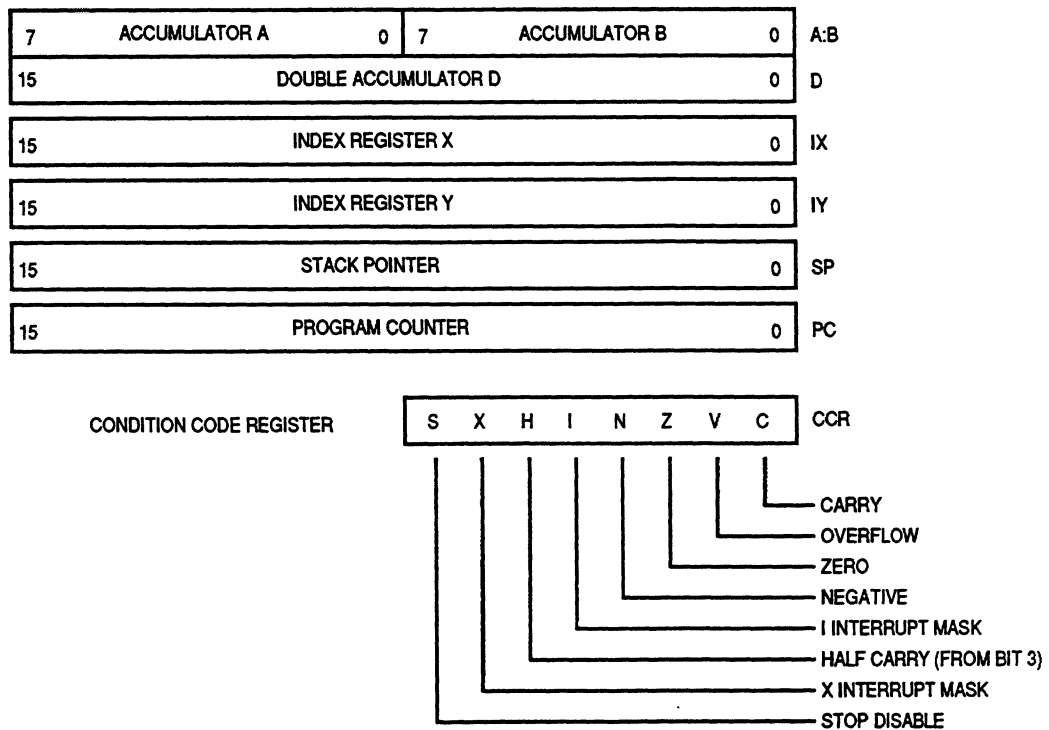 7 ACCUMULATOR A 0 7 ACCUMULATOR B 0 A:B
15 DOUBLE ACCUMULATOR D 0 D
15 INDEX REGISTER X 0 IX
15 INDEX REGISTER Y 0 IY
15 STACK POINTER 0 SP
15 PROGRAM COUNTER 0 PC
CONDITION CODE REGISTER S X H I N Z V C CCR
CARRY
OVERFLOW
ZERO
NEGATIVE
I INTERRUPT MASK
HALF CARRY (FROM BIT 3)
X INTERRUPT MASK
STOP DISABLE